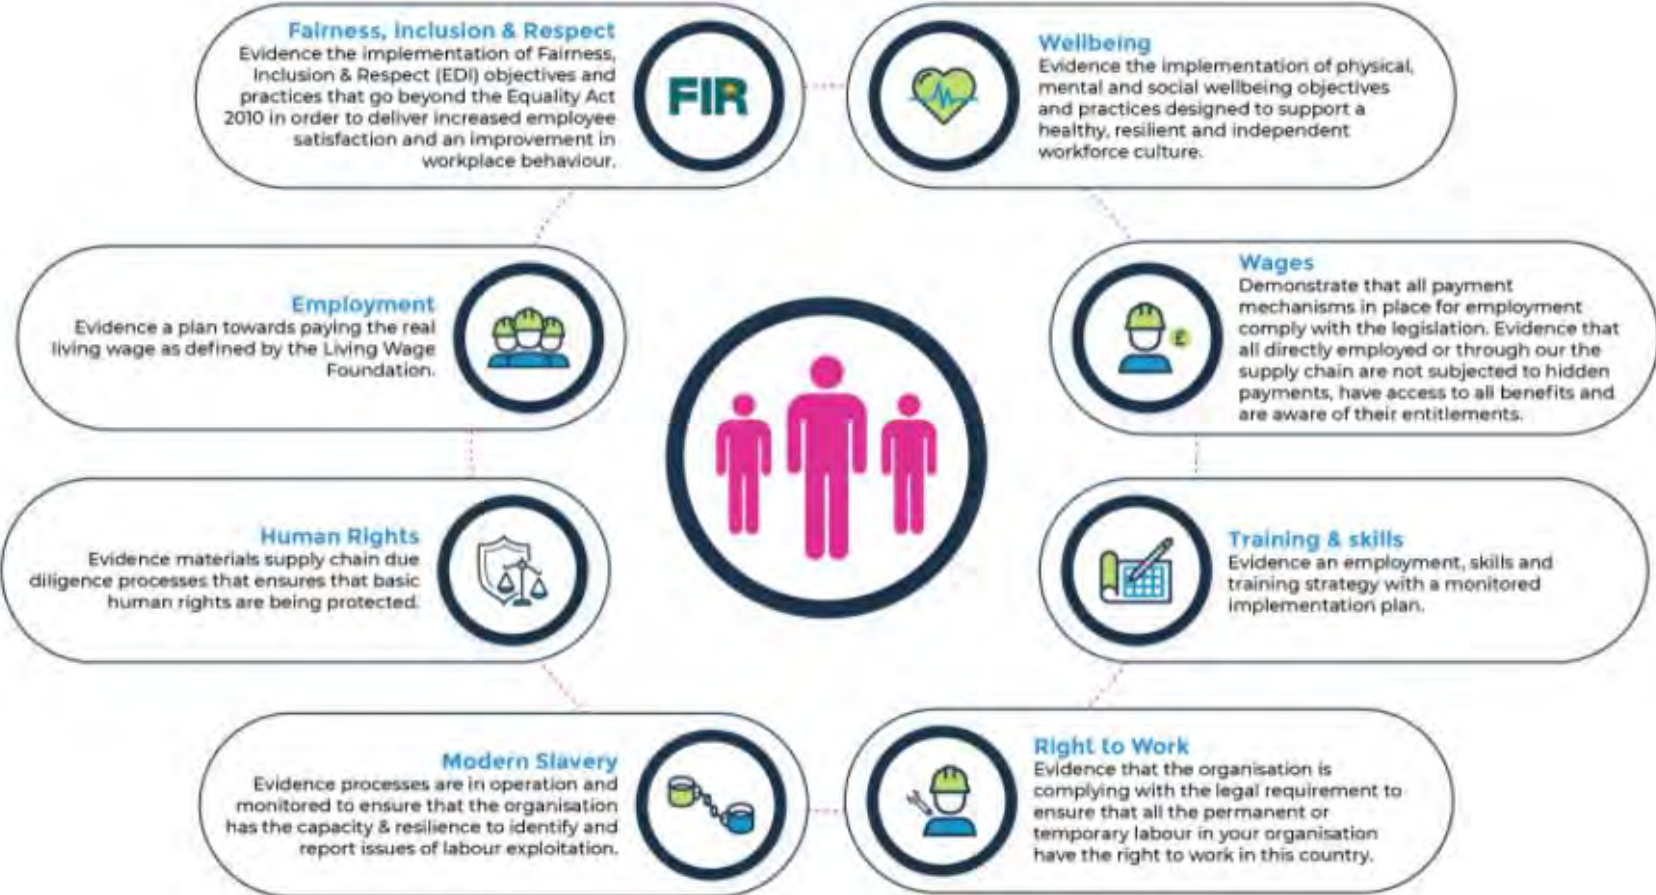 Fairness, Inclusion & Respect
Evidence the implementation of Fairness,
Inclusion & Respect (EDI) objectives and
practices that go beyond the Equality Act
2010 in order to deliver increased employee
satisfaction and an improvement in
workplace behaviour.
FIR
Wellbeing
Evidence the implementation of physical,
mental and social wellbeing objectives
and practices designed to support a
healthy, resilient and independent
workforce culture.
Employment
Evidence a plan towards paying the real
living wage as defined by the Living Wage
Foundation.
Wages
Demonstrate that all payment
mechanisms in place for employment
comply with the legislation. Evidence that
all directly employed or through our the
supply chain are not subjected to hidden
payments, have access to all benefits and
are aware of their entitlements.
£
Human Rights
Evidence materials supply chain due
diligence processes that ensures that basic
human rights are being protected.
Training & skills
Evidence an employment, skills and
training strategy with a monitored
implementation plan.
Modern Slavery
Evidence processes are in operation and
monitored to ensure that the organisation
has the capacity & resilience to identify and
report issues of labour exploitation.
Right to Work
Evidence that the organisation is
complying with the legal requirement to
ensure that all the permanent or
temporary labour in your organisation
have the right to work in this country.